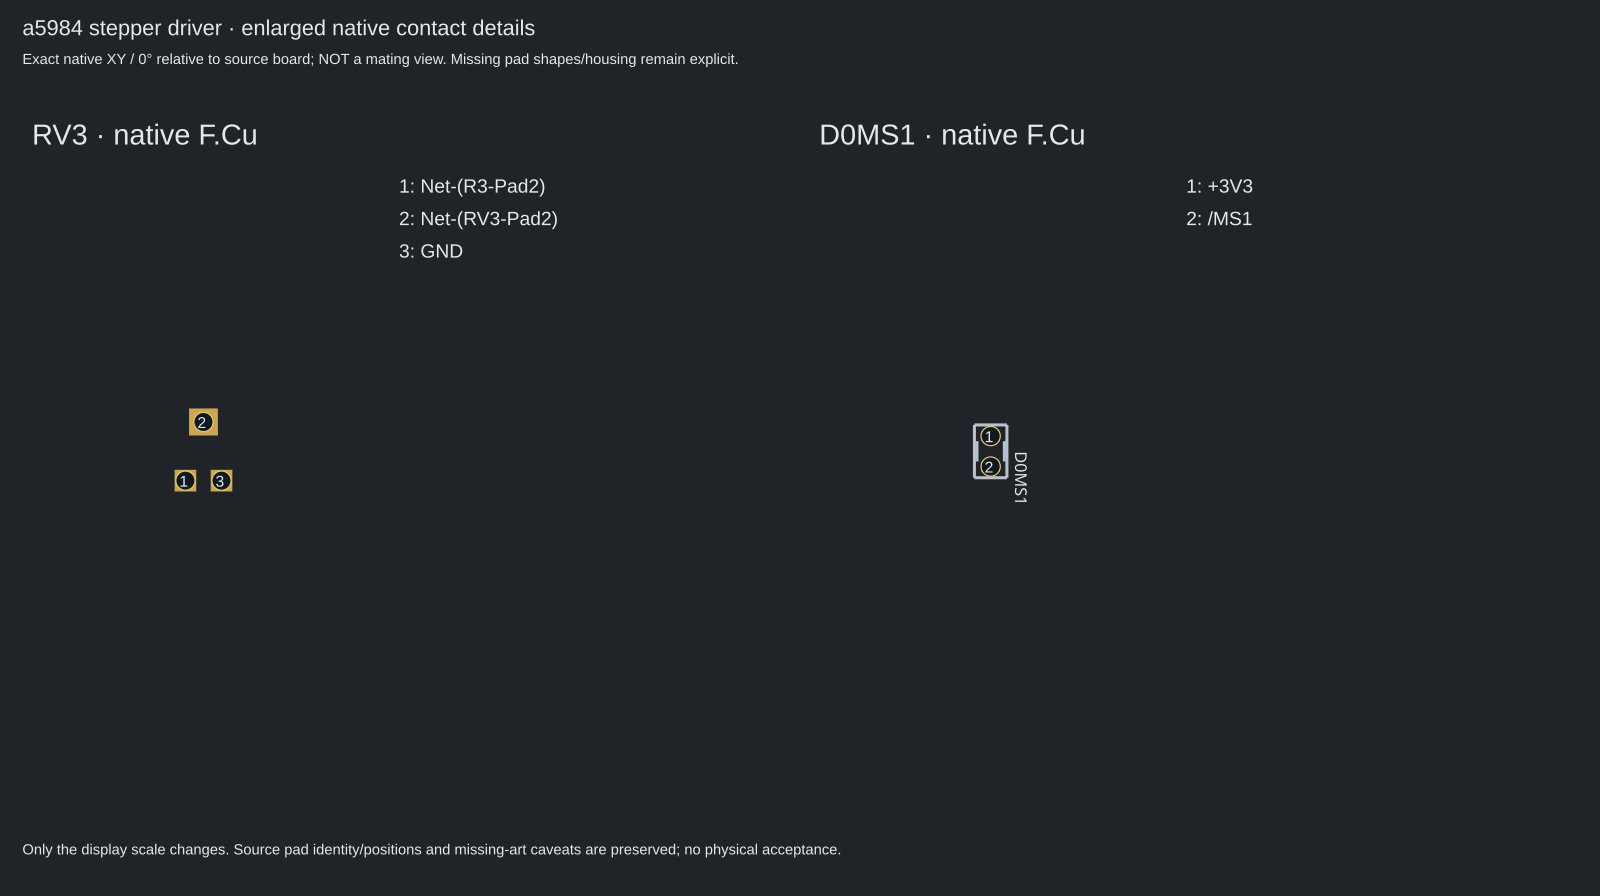 a5984 stepper driver · enlarged native contact details
Exact native XY / 0° relative to source board; NOT a mating view. Missing pad shapes/housing remain explicit.
RV3 · native F.Cu
1: Net-(R3-Pad2)
2: Net-(RV3-Pad2)
3: GND
2
1
3
D0MS1 · native F.Cu
1: +3V3
2: /MS1
1
2
D0MS1
Only the display scale changes. Source pad identity/positions and missing-art caveats are preserved; no physical acceptance.